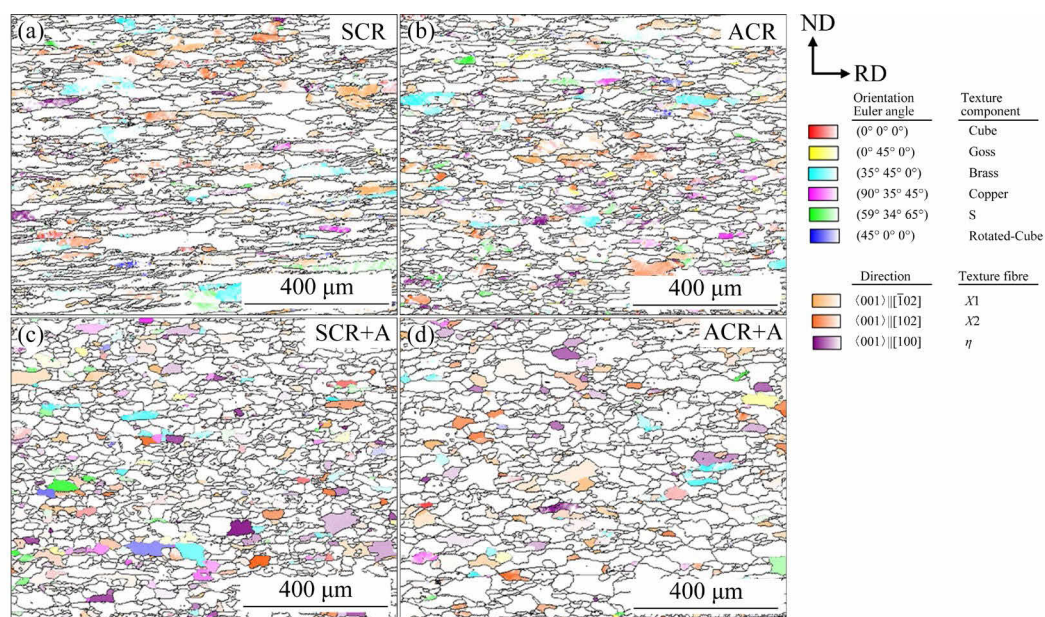 (a) SCR
(b) ACR
ND
RD
Orientation Euler angle Texture component
(0° 0° 0°) Cube
(0° 45° 0°) Goss
(35° 45° 0°) Brass
(90° 35° 45°) Copper
(59° 34° 65°) S
(45° 0° 0°) Rotated-Cube
400 μm
400 μm
Direction Texture fibre
⟨001⟩||[1̅02] X1
⟨001⟩||[102] X2
⟨001⟩||[100] η
(c) SCR+A
(d) ACR+A
400 μm
400 μm